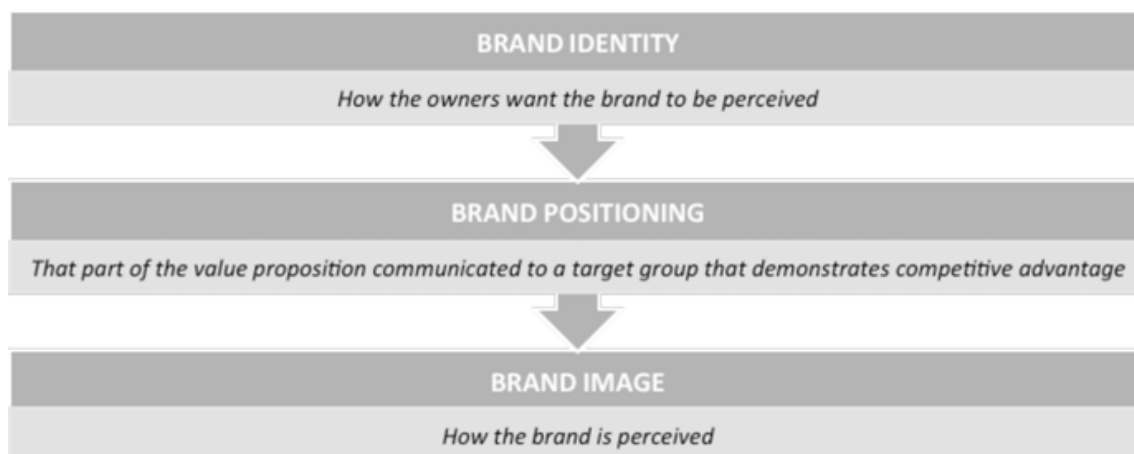 BRAND IDENTITY
How the owners want the brand to be perceived
BRAND POSITIONING
That part of the value proposition communicated to a target group that demonstrates competitive advantage
BRAND IMAGE
How the brand is perceived